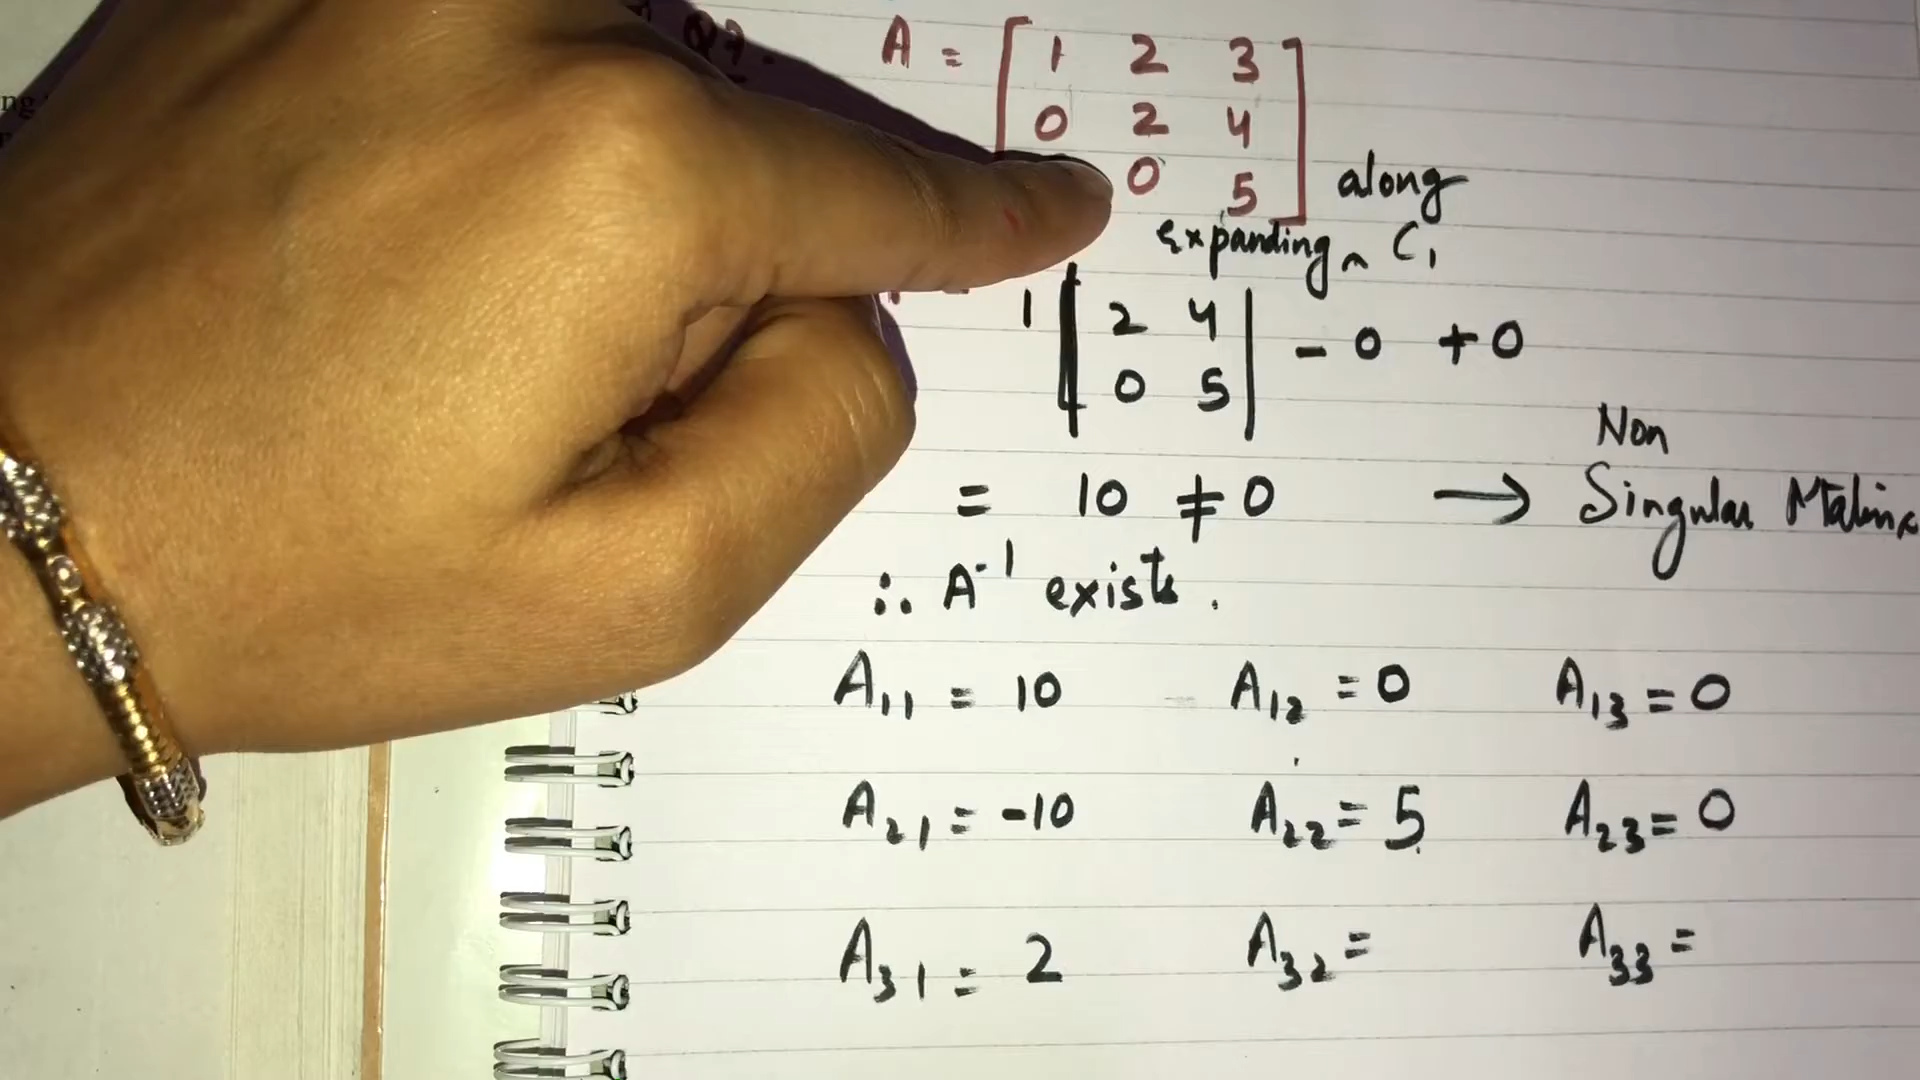 Q7. A = [ 1 2 3
0 2 4
0 5 ] along
expanding ^ C₁
1 | 2 4 | - 0 + 0
| 0 5 |
Non
= 10 ≠ 0 → Singular Matrix
∴ A⁻¹ exists.
A₁₁ = 10 A₁₂ = 0 A₁₃ = 0
A₂₁ = -10 A₂₂ = 5 A₂₃ = 0
A₃₁ = 2 A₃₂ = A₃₃ =